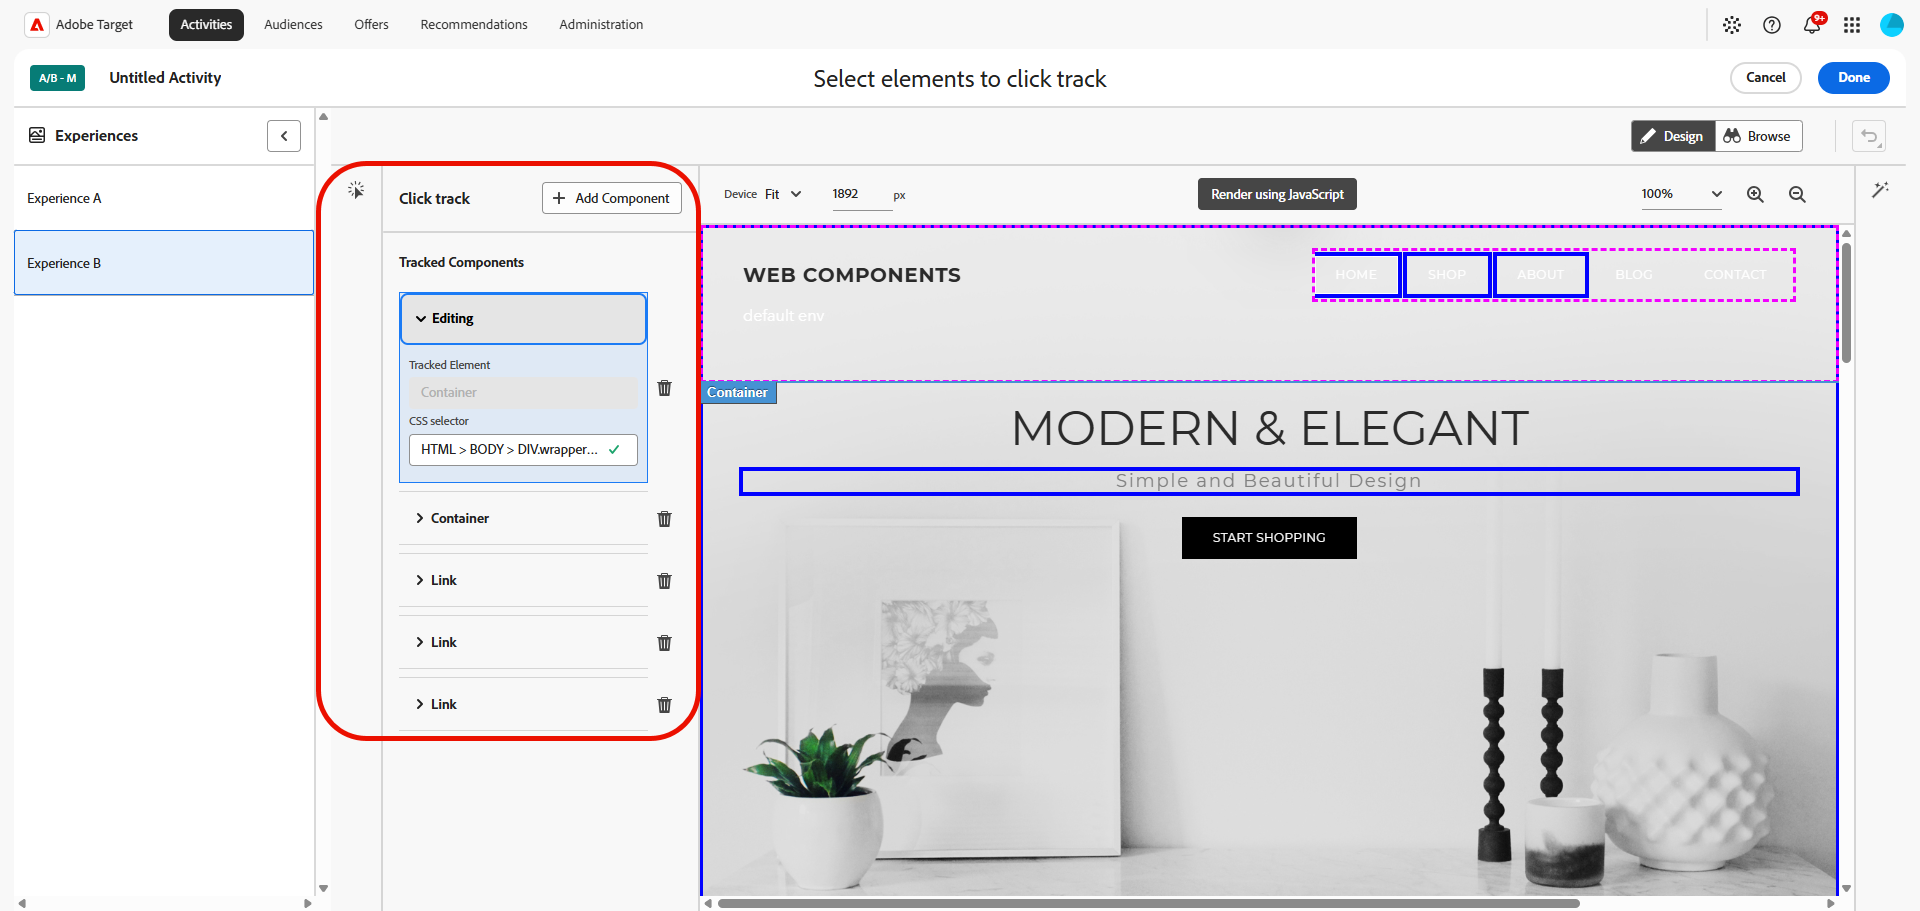 Adobe Target
Activities
Audiences
Offers
Recommendations
Administration
9+
A/B - M
Untitled Activity
Select elements to click track
Cancel
Done
Experiences
Design
Browse
Experience A
Experience B
Click track
Add Component
Tracked Components
Editing
Tracked Element
Container
CSS selector
HTML > BODY > DIV.wrapper...
Container
Link
Link
Link
Device
Fit
1892
px
Render using JavaScript
100%
WEB COMPONENTS
default env
HOME
SHOP
ABOUT
BLOG
CONTACT
Container
MODERN & ELEGANT
Simple and Beautiful Design
START SHOPPING